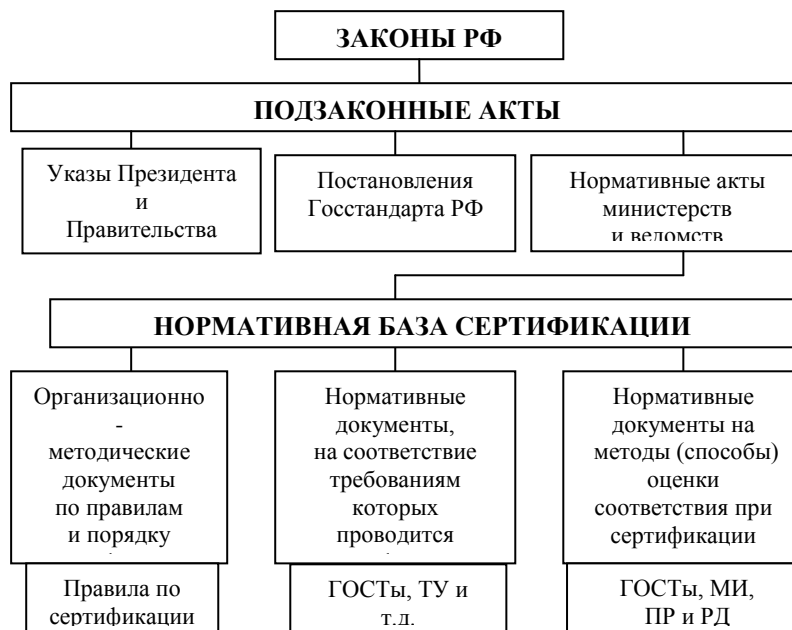 ЗАКОНЫ РФ
ПОДЗАКОННЫЕ АКТЫ
Указы Президента
и
Правительства
Постановления
Госстандарта РФ
Нормативные акты
министерств
и ведомств
НОРМАТИВНАЯ БАЗА СЕРТИФИКАЦИИ
Организационно
-
методические
документы
по правилам
и порядку
Нормативные
документы,
на соответствие
требованиям
которых
проводится
Нормативные
документы на
методы (способы)
оценки
соответствия при
сертификации
Правила по
сертификации
ГОСТы, ТУ и
т.д.
ГОСТы, МИ,
ПР и РД